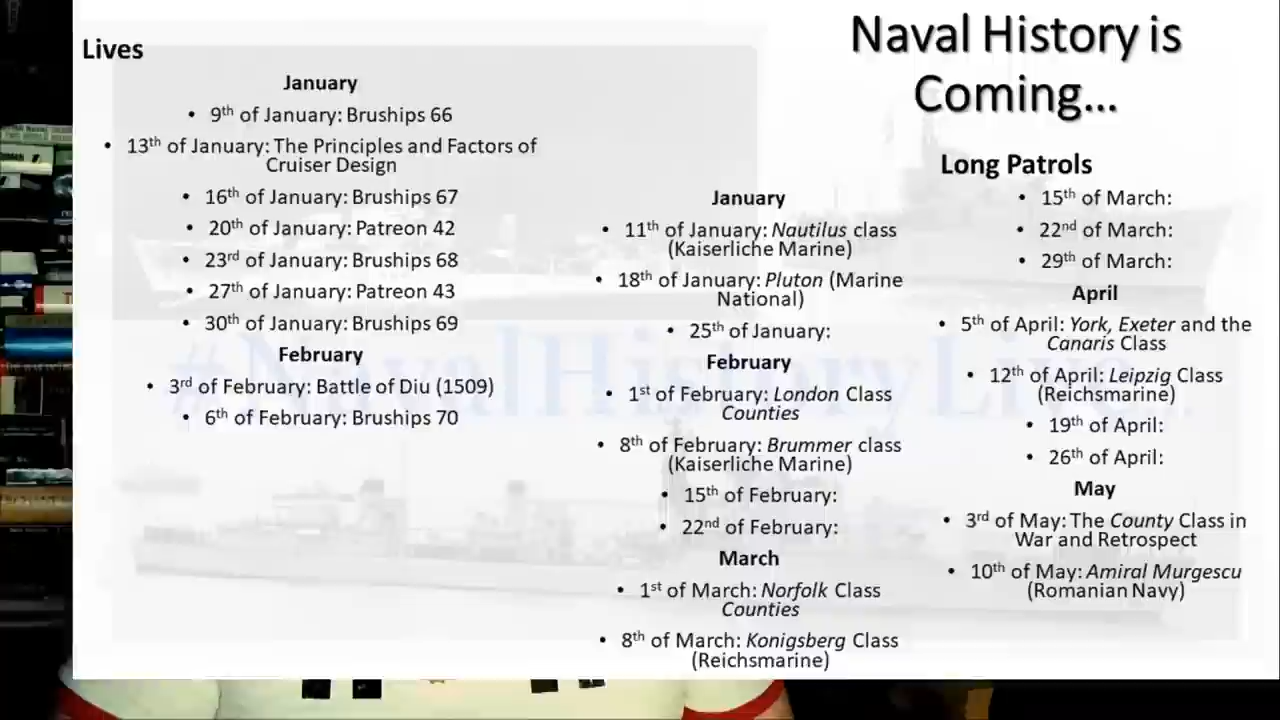 Naval History is
Coming...
Lives
January
• 9th of January: Bruships 66
• 13th of January: The Principles and Factors of
Cruiser Design
• 16th of January: Bruships 67
• 20th of January: Patreon 42
• 23rd of January: Bruships 68
• 27th of January: Patreon 43
• 30th of January: Bruships 69
February
• 3rd of February: Battle of Diu (1509)
• 6th of February: Bruships 70
Long Patrols
January
• 11th of January: Nautilus class
(Kaiserliche Marine)
• 18th of January: Pluton (Marine
National)
• 25th of January:
February
• 1st of February: London Class
Counties
• 8th of February: Brummer class
(Kaiserliche Marine)
• 15th of February:
• 22nd of February:
March
• 1st of March: Norfolk Class
Counties
• 8th of March: Konigsberg Class
(Reichsmarine)
• 15th of March:
• 22nd of March:
• 29th of March:
April
• 5th of April: York, Exeter and the
Canaris Class
• 12th of April: Leipzig Class
(Reichsmarine)
• 19th of April:
• 26th of April:
May
• 3rd of May: The County Class in
War and Retrospect
• 10th of May: Amiral Murgescu
(Romanian Navy)
#NavalHistoryLive...